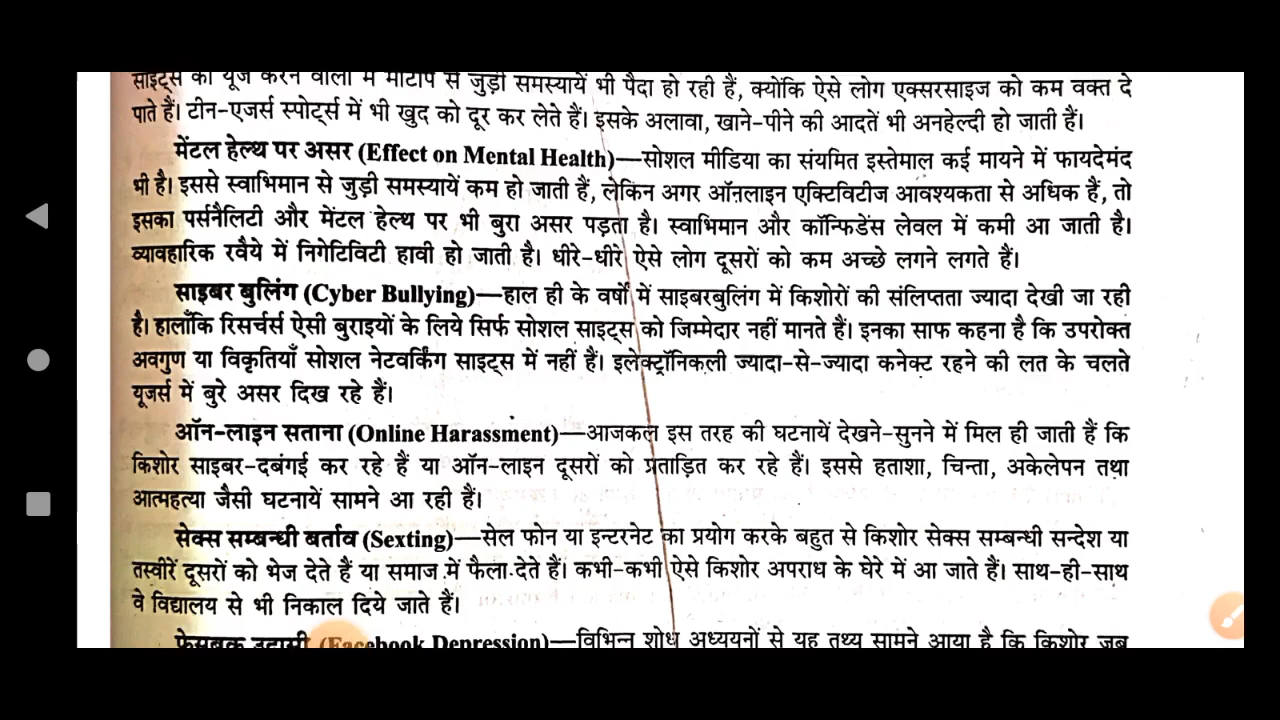 साइट्स को यूज करने वालों में मोटापे से जुड़ी समस्यायें भी पैदा हो रही हैं, क्योंकि ऐसे लोग एक्सरसाइज को कम वक्त दे
पाते हैं। टीन-एजर्स स्पोर्ट्स में भी खुद को दूर कर लेते हैं। इसके अलावा, खाने-पीने की आदतें भी अनहेल्दी हो जाती हैं।
मेंटल हेल्थ पर असर (Effect on Mental Health)—सोशल मीडिया का संयमित इस्तेमाल कई मायने में फायदेमंद
भी है। इससे स्वाभिमान से जुड़ी समस्यायें कम हो जाती हैं, लेकिन अगर ऑनलाइन एक्टिविटीज आवश्यकता से अधिक हैं, तो
इसका पर्सनैलिटी और मेंटल हेल्थ पर भी बुरा असर पड़ता है। स्वाभिमान और कॉन्फिडेंस लेवल में कमी आ जाती है।
व्यावहारिक रवैये में निगेटिविटी हावी हो जाती है। धीरे-धीरे ऐसे लोग दूसरों को कम अच्छे लगने लगते हैं।
साइबर बुलिंग (Cyber Bullying)—हाल ही के वर्षों में साइबरबुलिंग में किशोरों की संलिप्तता ज्यादा देखी जा रही
है। हालाँकि रिसर्चर्स ऐसी बुराइयों के लिये सिर्फ सोशल साइट्स को जिम्मेदार नहीं मानते हैं। इनका साफ कहना है कि उपरोक्त
अवगुण या विकृतियाँ सोशल नेटवर्किंग साइट्स में नहीं हैं। इलेक्ट्रॉनिकली ज्यादा-से-ज्यादा कनेक्ट रहने की लत के चलते
यूजर्स में बुरे असर दिख रहे हैं।
ऑन-लाइन सताना (Online Harassment)—आजकल इस तरह की घटनायें देखने-सुनने में मिल ही जाती हैं कि
किशोर साइबर-दबंगई कर रहे हैं या ऑन-लाइन दूसरों को प्रताड़ित कर रहे हैं। इससे हताशा, चिन्ता, अकेलेपन तथा
आत्महत्या जैसी घटनायें सामने आ रही हैं।
सेक्स सम्बन्धी बर्ताव (Sexting)—सेल फोन या इन्टरनेट का प्रयोग करके बहुत से किशोर सेक्स सम्बन्धी सन्देश या
तस्वीरें दूसरों को भेज देते हैं या समाज में फैला देते हैं। कभी-कभी ऐसे किशोर अपराध के घेरे में आ जाते हैं। साथ-ही-साथ
वे विद्यालय से भी निकाल दिये जाते हैं।
फेसबुक उदासी (Facebook Depression)—विभिन्न शोध अध्ययनों से यह तथ्य सामने आया है कि किशोर जब